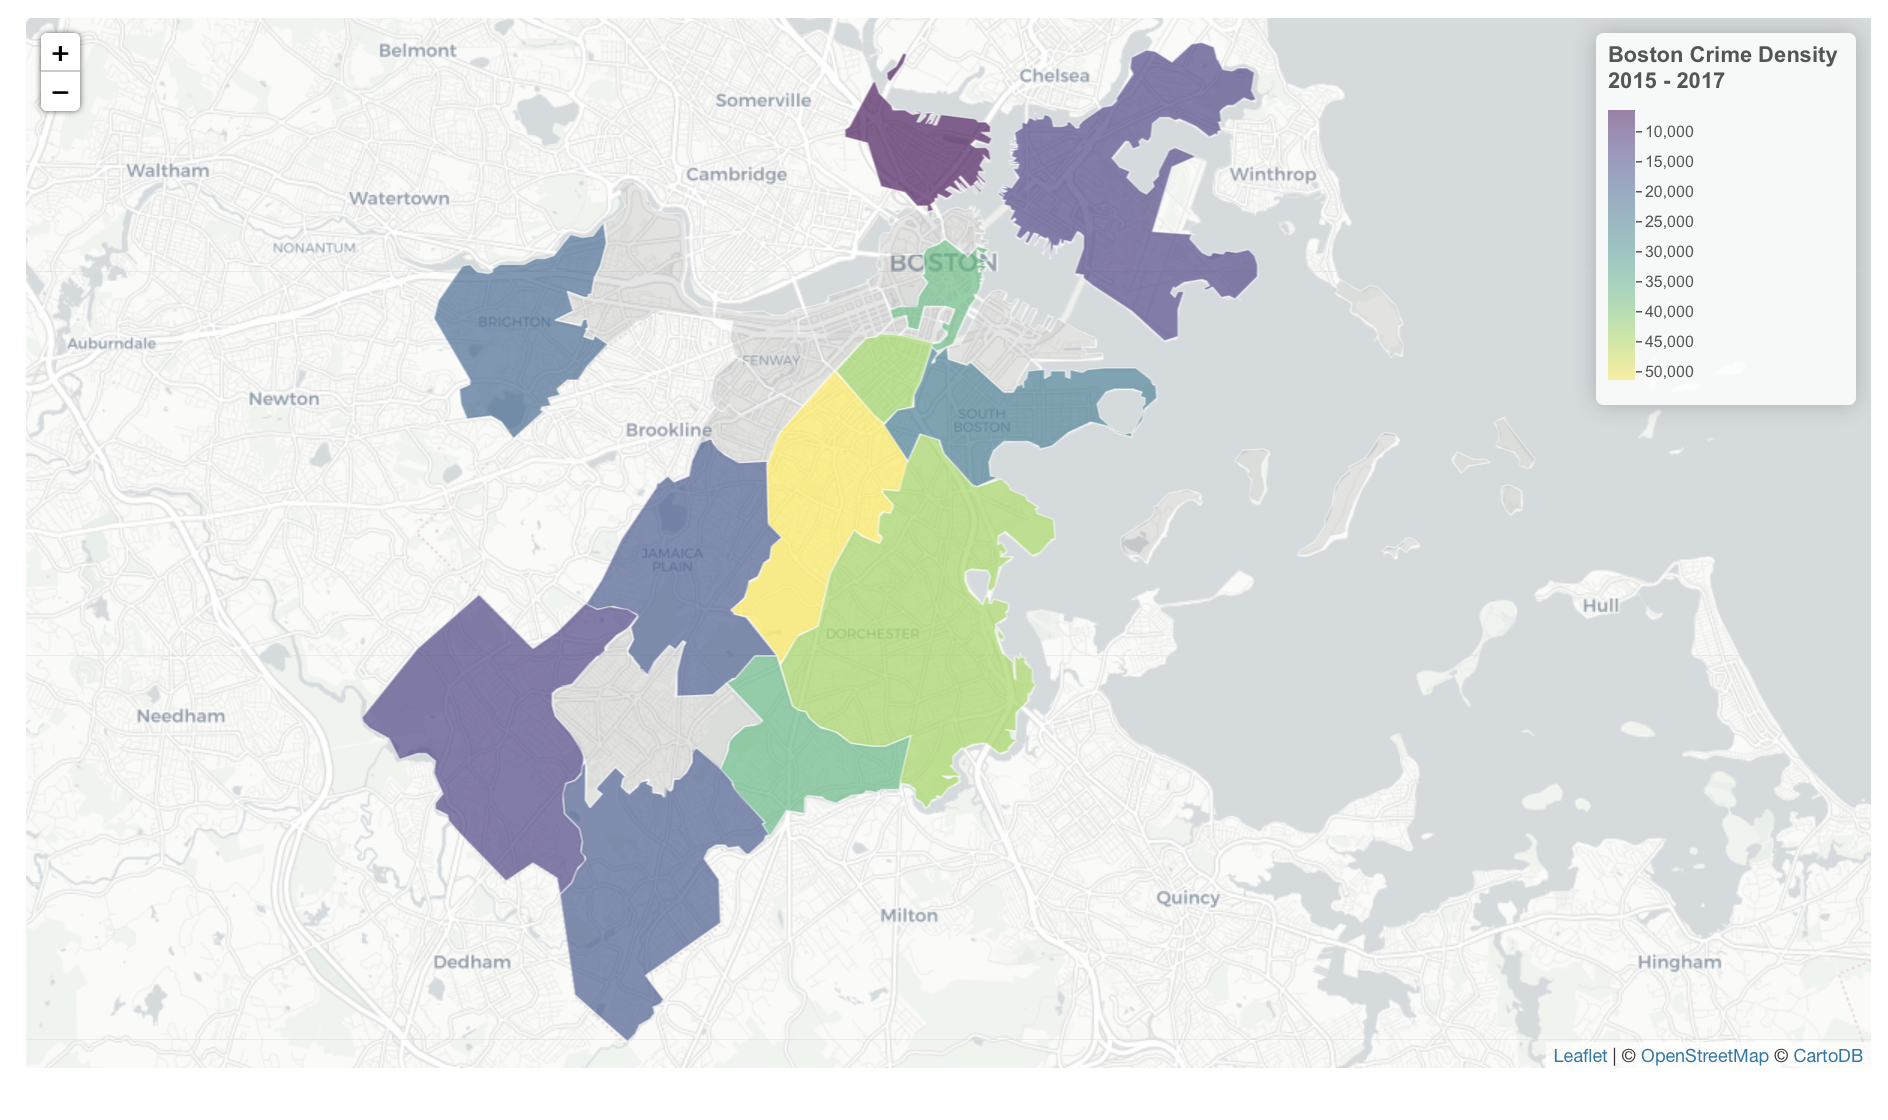 +
−
Belmont
Chelsea
Somerville
Waltham
Cambridge
Winthrop
Watertown
NONANTUM
BOSTON
BRIGHTON
Auburndale
FENWAY
Newton
SOUTH
BOSTON
Brookline
JAMAICA
PLAIN
Hull
DORCHESTER
Needham
Quincy
Milton
Dedham
Hingham
Boston Crime Density
2015 - 2017
10,000
15,000
20,000
25,000
30,000
35,000
40,000
45,000
50,000
Leaflet | © OpenStreetMap © CartoDB